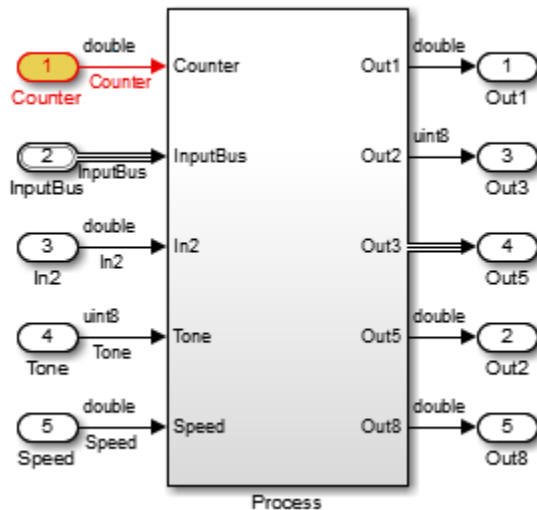 double
double
1
Counter
Out1
1
Counter
Counter
Out1
uint8
2
InputBus
Out2
3
InputBus
InputBus
Out3
double
3
In2
Out3
4
In2
In2
Out5
uint8
double
4
Tone
Out5
2
Tone
Tone
Out2
double
double
5
Speed
Out8
5
Speed
Speed
Out8
Process